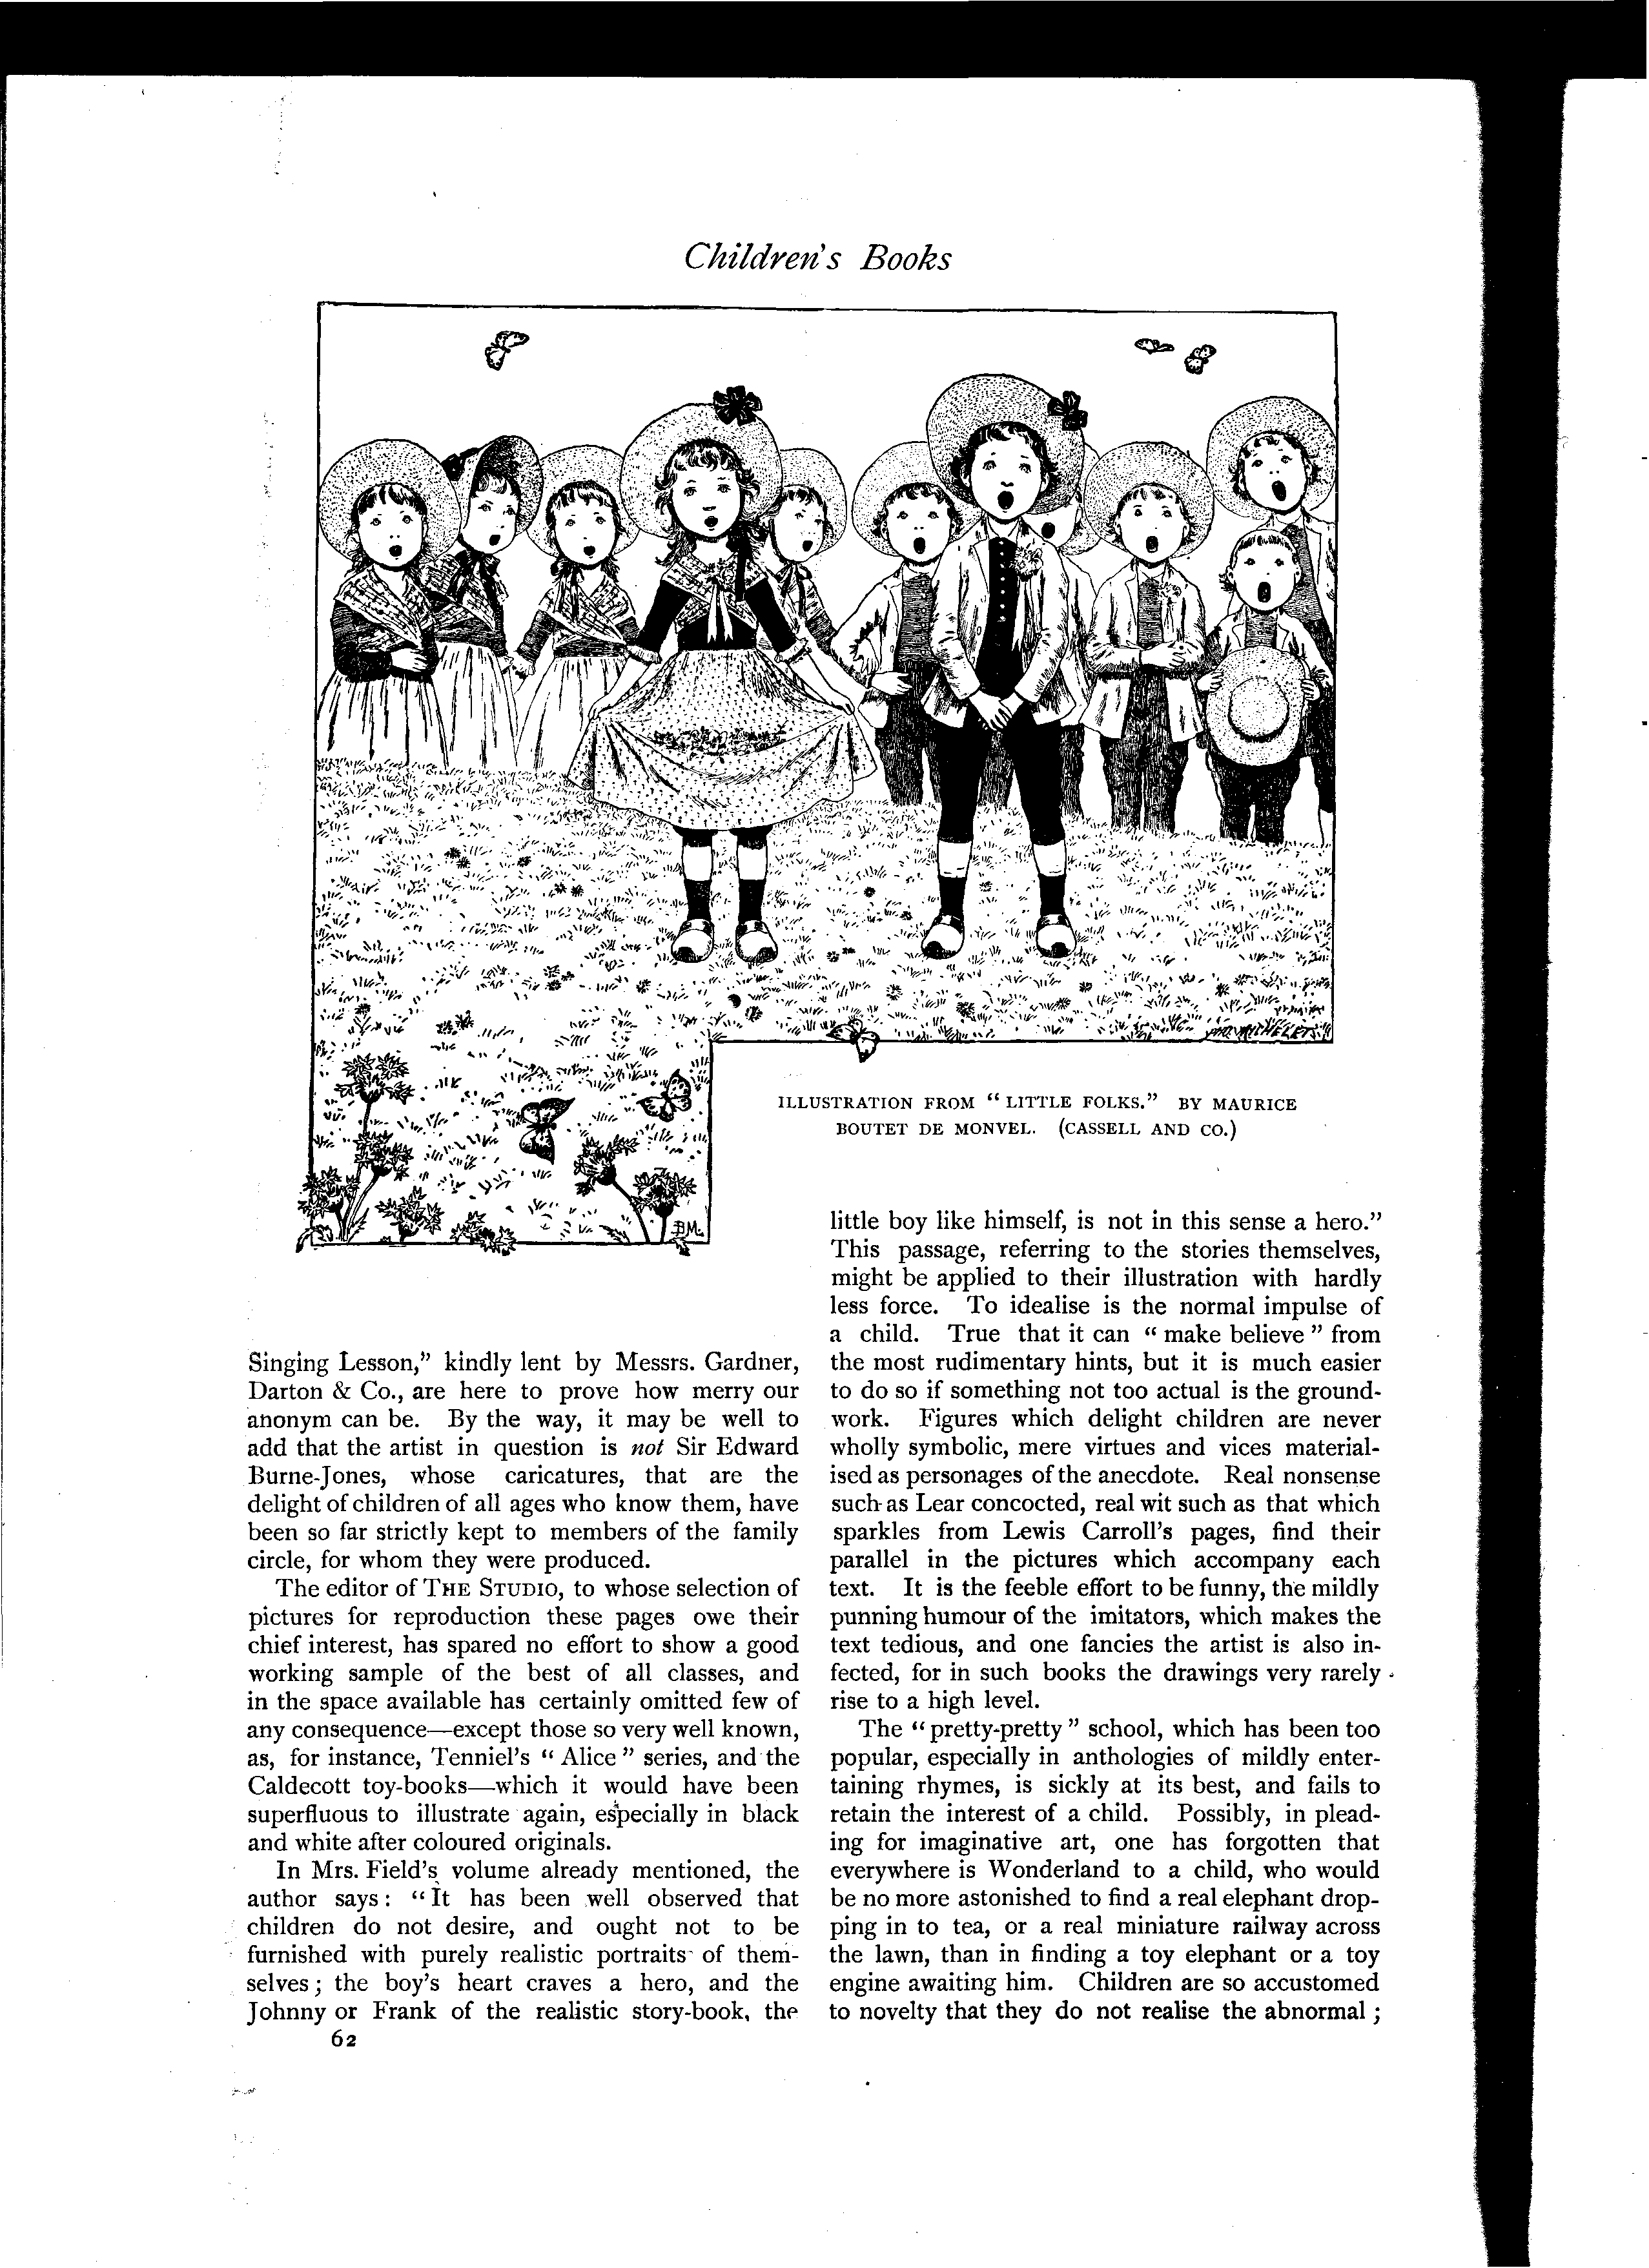 Children's Books
BM.
ILLUSTRATION FROM “LITTLE FOLKS.” BY MAURICE
BOUTET DE MONVEL. (CASSELL AND CO.)
Singing Lesson,” kindly lent by Messrs. Gardner,
Darton & Co., are here to prove how merry our
anonym can be. By the way, it may be well to
add that the artist in question is not Sir Edward
Burne-Jones, whose caricatures, that are the
delight of children of all ages who know them, have
been so far strictly kept to members of the family
circle, for whom they were produced.
The editor of THE STUDIO, to whose selection of
pictures for reproduction these pages owe their
chief interest, has spared no effort to show a good
working sample of the best of all classes, and
in the space available has certainly omitted few of
any consequence—except those so very well known,
as, for instance, Tenniel's “Alice” series, and the
Caldecott toy-books—which it would have been
superfluous to illustrate again, especially in black
and white after coloured originals.
In Mrs. Field's volume already mentioned, the
author says: “It has been well observed that
children do not desire, and ought not to be
furnished with purely realistic portraits of them-
selves; the boy's heart craves a hero, and the
Johnny or Frank of the realistic story-book, the
62
little boy like himself, is not in this sense a hero.”
This passage, referring to the stories themselves,
might be applied to their illustration with hardly
less force. To idealise is the normal impulse of
a child. True that it can “make believe” from
the most rudimentary hints, but it is much easier
to do so if something not too actual is the ground-
work. Figures which delight children are never
wholly symbolic, mere virtues and vices material-
ised as personages of the anecdote. Real nonsense
such as Lear concocted, real wit such as that which
sparkles from Lewis Carroll's pages, find their
parallel in the pictures which accompany each
text. It is the feeble effort to be funny, the mildly
punning humour of the imitators, which makes the
text tedious, and one fancies the artist is also in-
fected, for in such books the drawings very rarely
rise to a high level.
The “pretty-pretty” school, which has been too
popular, especially in anthologies of mildly enter-
taining rhymes, is sickly at its best, and fails to
retain the interest of a child. Possibly, in plead-
ing for imaginative art, one has forgotten that
everywhere is Wonderland to a child, who would
be no more astonished to find a real elephant drop-
ping in to tea, or a real miniature railway across
the lawn, than in finding a toy elephant or a toy
engine awaiting him. Children are so accustomed
to novelty that they do not realise the abnormal;